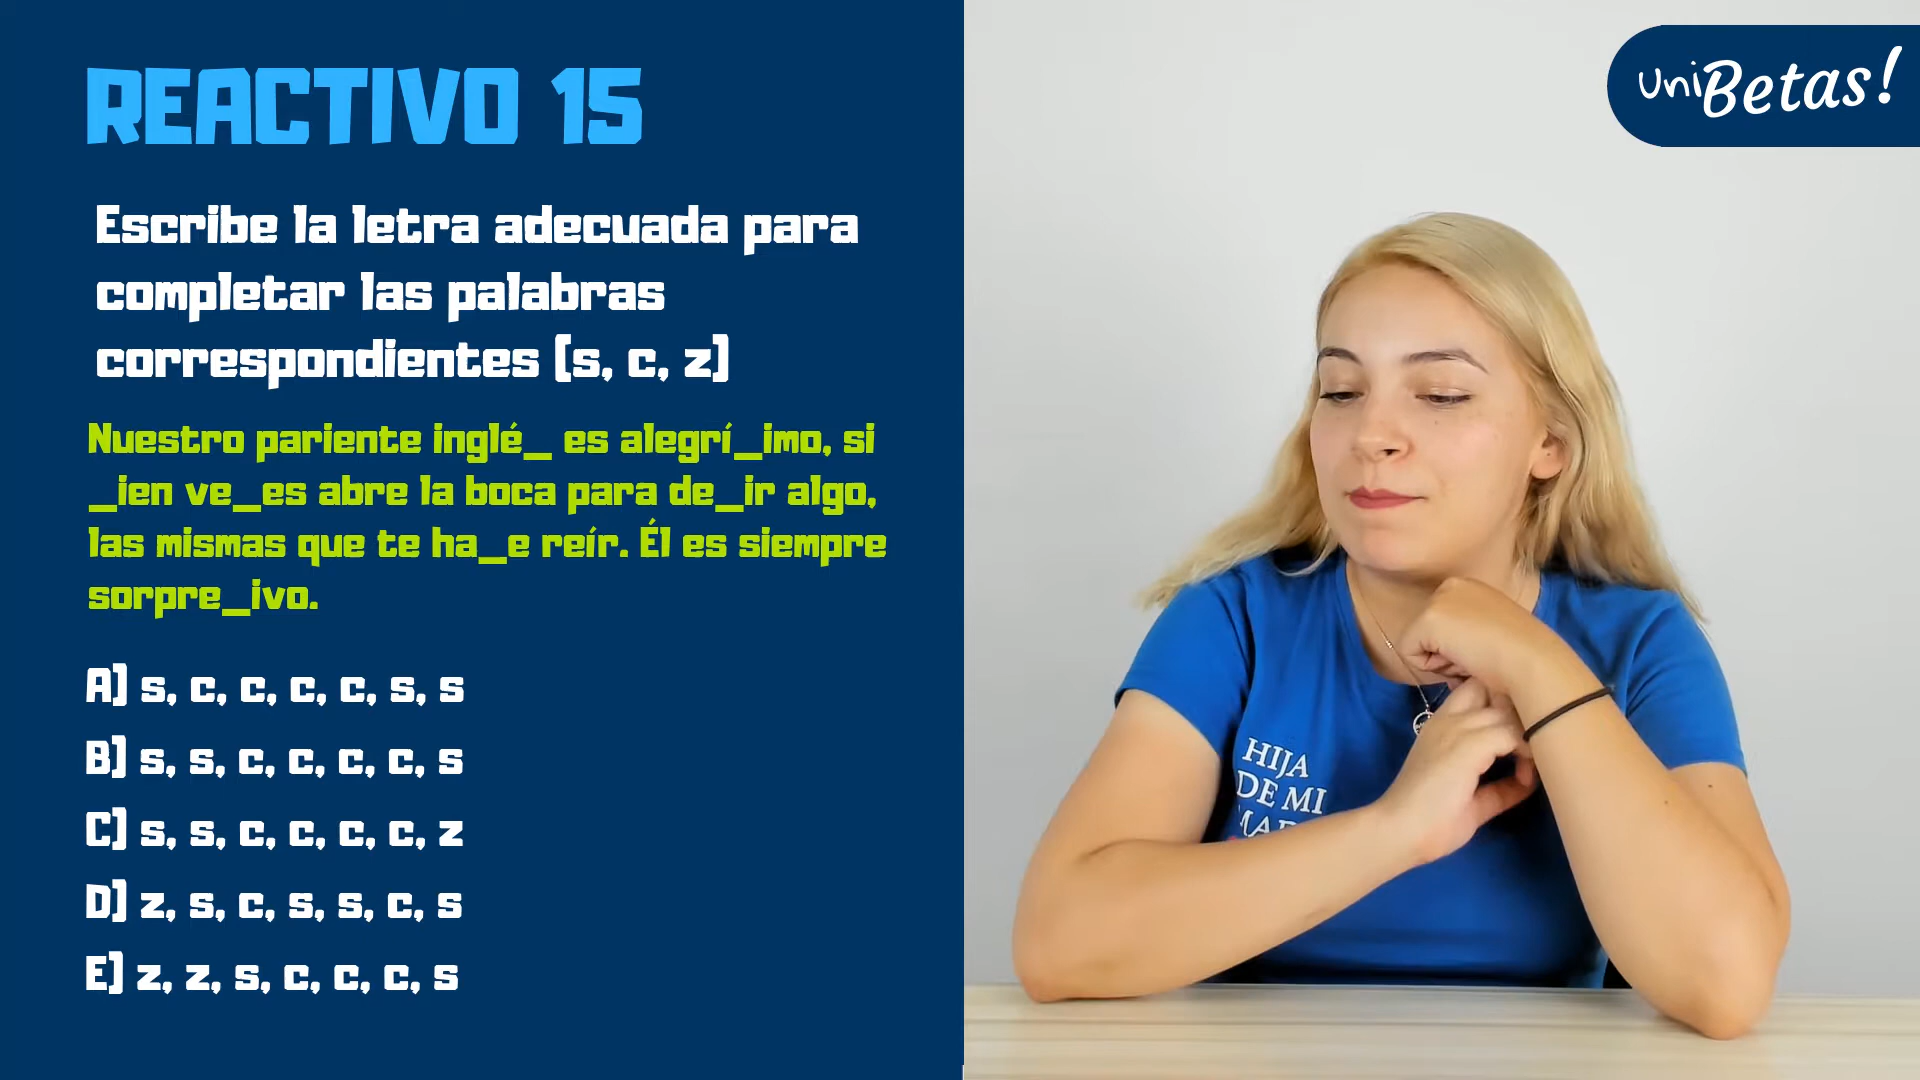 REACTIVO 15
Escribe la letra adecuada para
completar las palabras
correspondientes (s, c, z)
Nuestro pariente inglé_ es alegrí_imo, si
_ien ve_es abre la boca para de_ir algo,
las mismas que te ha_e reír. Él es siempre
sorpre_ivo.
A) s, c, c, c, c, s, s
B) s, s, c, c, c, c, s
C) s, s, c, c, c, c, z
D) z, s, c, s, s, c, s
E) z, z, s, c, c, c, s
uniBetas!
HIJA
DE MI